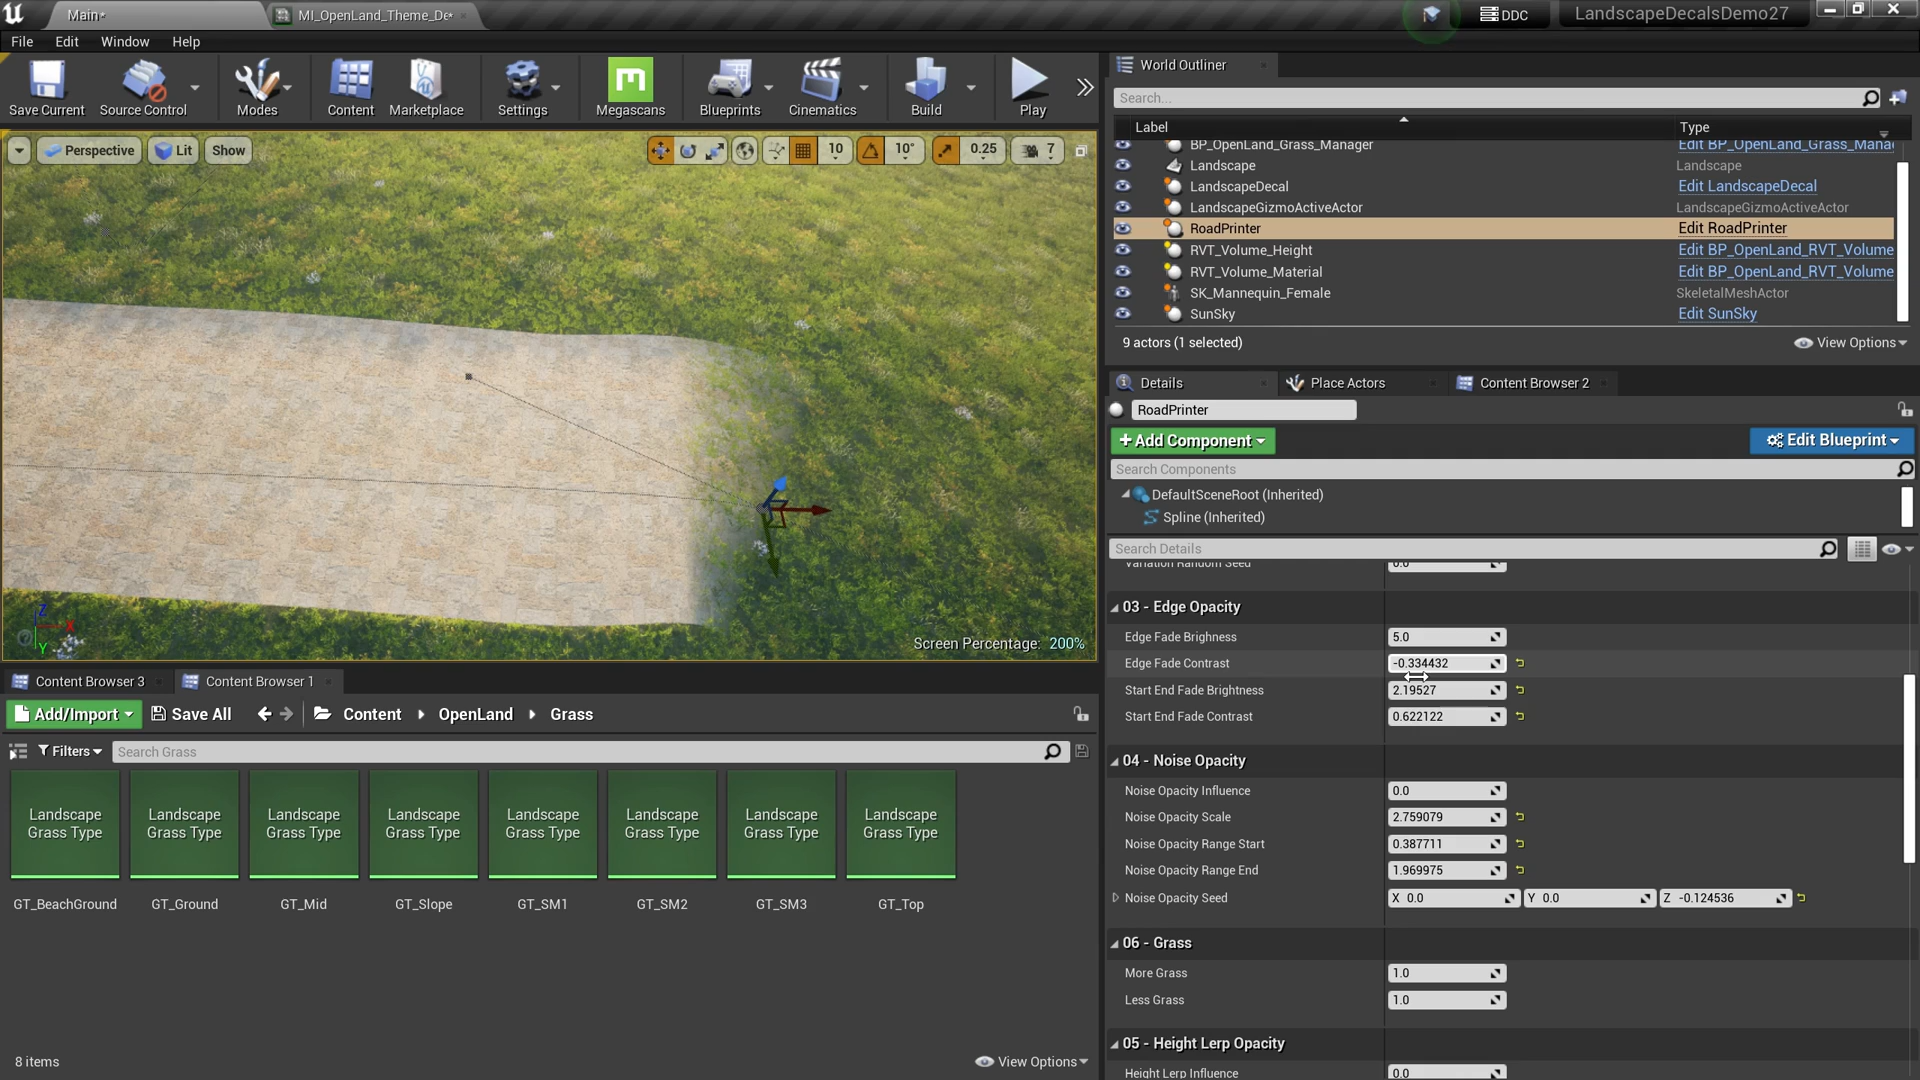 Main*
MI_OpenLand_Theme_De*
DDC
LandscapeDecalsDemo27
File
Edit
Window
Help
Save Current
Source Control
Modes
Content
Marketplace
Settings
Megascans
Blueprints
Cinematics
Build
Play
Perspective
Lit
Show
10
10°
0.25
7
Z
X
Y
Screen Percentage: 200%
World Outliner
Search...
Label
Type
BP_OpenLand_Grass_Manager
Edit BP_OpenLand_Grass_Mana
Landscape
Landscape
LandscapeDecal
Edit LandscapeDecal
LandscapeGizmoActiveActor
LandscapeGizmoActiveActor
RoadPrinter
Edit RoadPrinter
RVT_Volume_Height
Edit BP_OpenLand_RVT_Volume
RVT_Volume_Material
Edit BP_OpenLand_RVT_Volume
SK_Mannequin_Female
SkeletalMeshActor
SunSky
Edit SunSky
9 actors (1 selected)
View Options
Details
Place Actors
Content Browser 2
RoadPrinter
+Add Component
Edit Blueprint
Search Components
DefaultSceneRoot (Inherited)
Spline (Inherited)
Search Details
Variation Random Seed
0.0
03 - Edge Opacity
Edge Fade Brighness
5.0
Edge Fade Contrast
-0.334432
Start End Fade Brightness
2.19527
Start End Fade Contrast
0.622122
04 - Noise Opacity
Noise Opacity Influence
0.0
Noise Opacity Scale
2.759079
Noise Opacity Range Start
0.387711
Noise Opacity Range End
1.969975
Noise Opacity Seed
X 0.0
Y 0.0
Z -0.124536
06 - Grass
More Grass
1.0
Less Grass
1.0
05 - Height Lerp Opacity
Height Lerp Influence
0.0
Content Browser 3
Content Browser 1
Add/Import
Save All
Content
OpenLand
Grass
Filters
Search Grass
Landscape
Grass Type
Landscape
Grass Type
Landscape
Grass Type
Landscape
Grass Type
Landscape
Grass Type
Landscape
Grass Type
Landscape
Grass Type
Landscape
Grass Type
GT_BeachGround
GT_Ground
GT_Mid
GT_Slope
GT_SM1
GT_SM2
GT_SM3
GT_Top
8 items
View Options